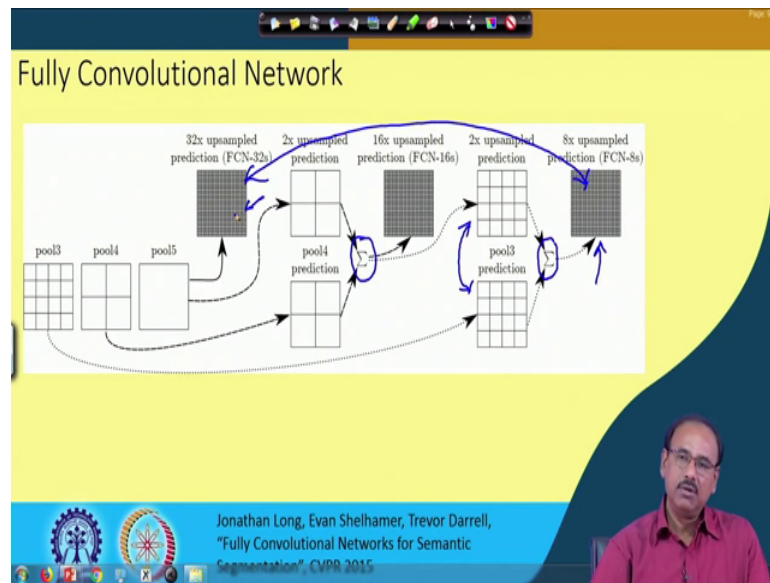 Page
Fully Convolutional Network
32x upsampled
prediction (FCN-32s)
2x upsampled
prediction
16x upsampled
prediction (FCN-16s)
2x upsampled
prediction
8x upsampled
prediction (FCN-8s)
pool3
pool4
pool5
pool4
prediction
pool3
prediction
Σ
Σ
Jonathan Long, Evan Shelhamer, Trevor Darrell,
"Fully Convolutional Networks for Semantic
Segmentation", CVPR 2015